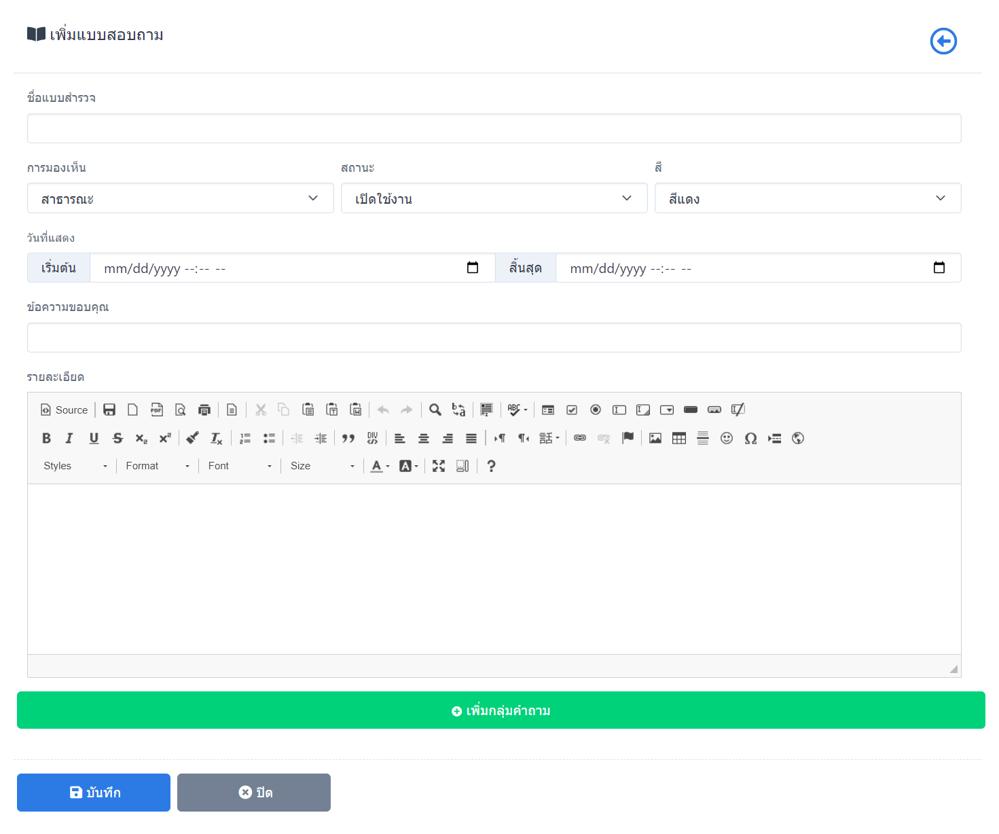 เพิ่มแบบสอบถาม
ชื่อแบบสำรวจ
การมองเห็น สถานะ สี
สาธารณะ เปิดใช้งาน สีแดง
วันที่แสดง
เริ่มต้น mm/dd/yyyy --:-- -- สิ้นสุด mm/dd/yyyy --:-- --
ข้อความขอบคุณ
รายละเอียด
Source
Styles Format Font Size
เพิ่มกลุ่มคำถาม
บันทึก ปิด